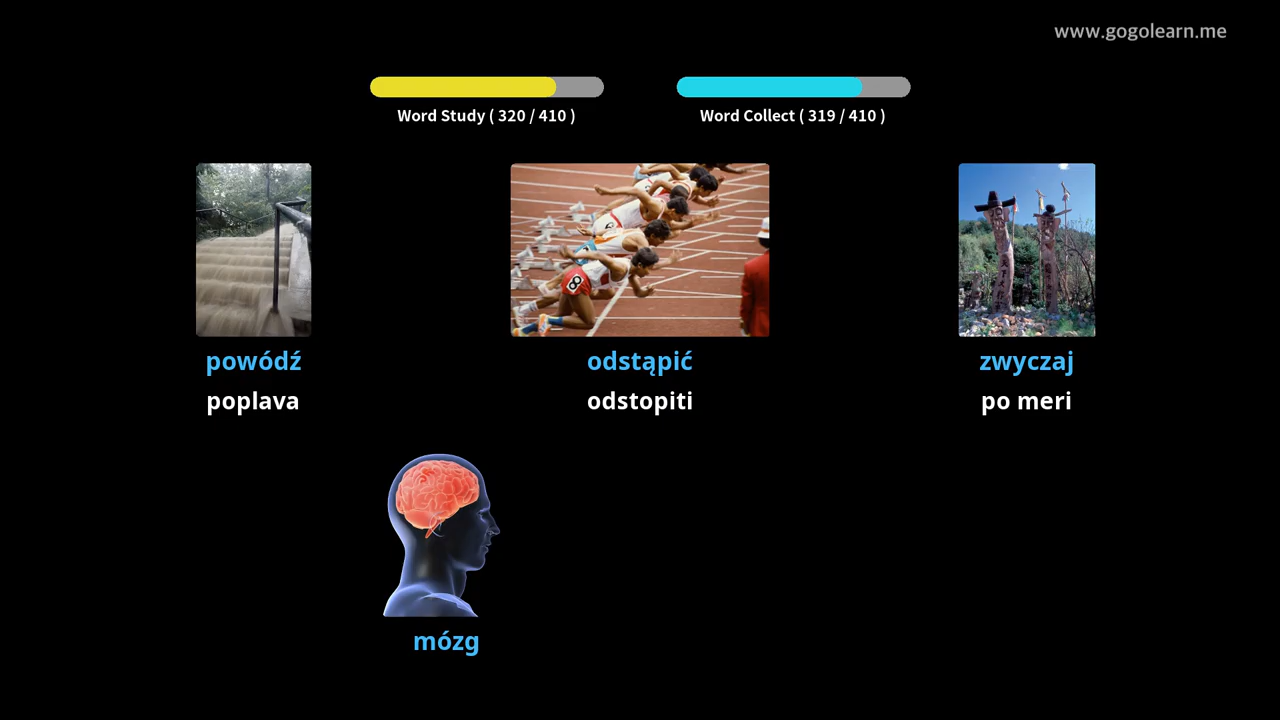 www.gogolearn.me
Word Study ( 320 / 410 )
Word Collect ( 319 / 410 )
powódź
odstąpić
zwyczaj
poplava
odstopiti
po meri
mózg